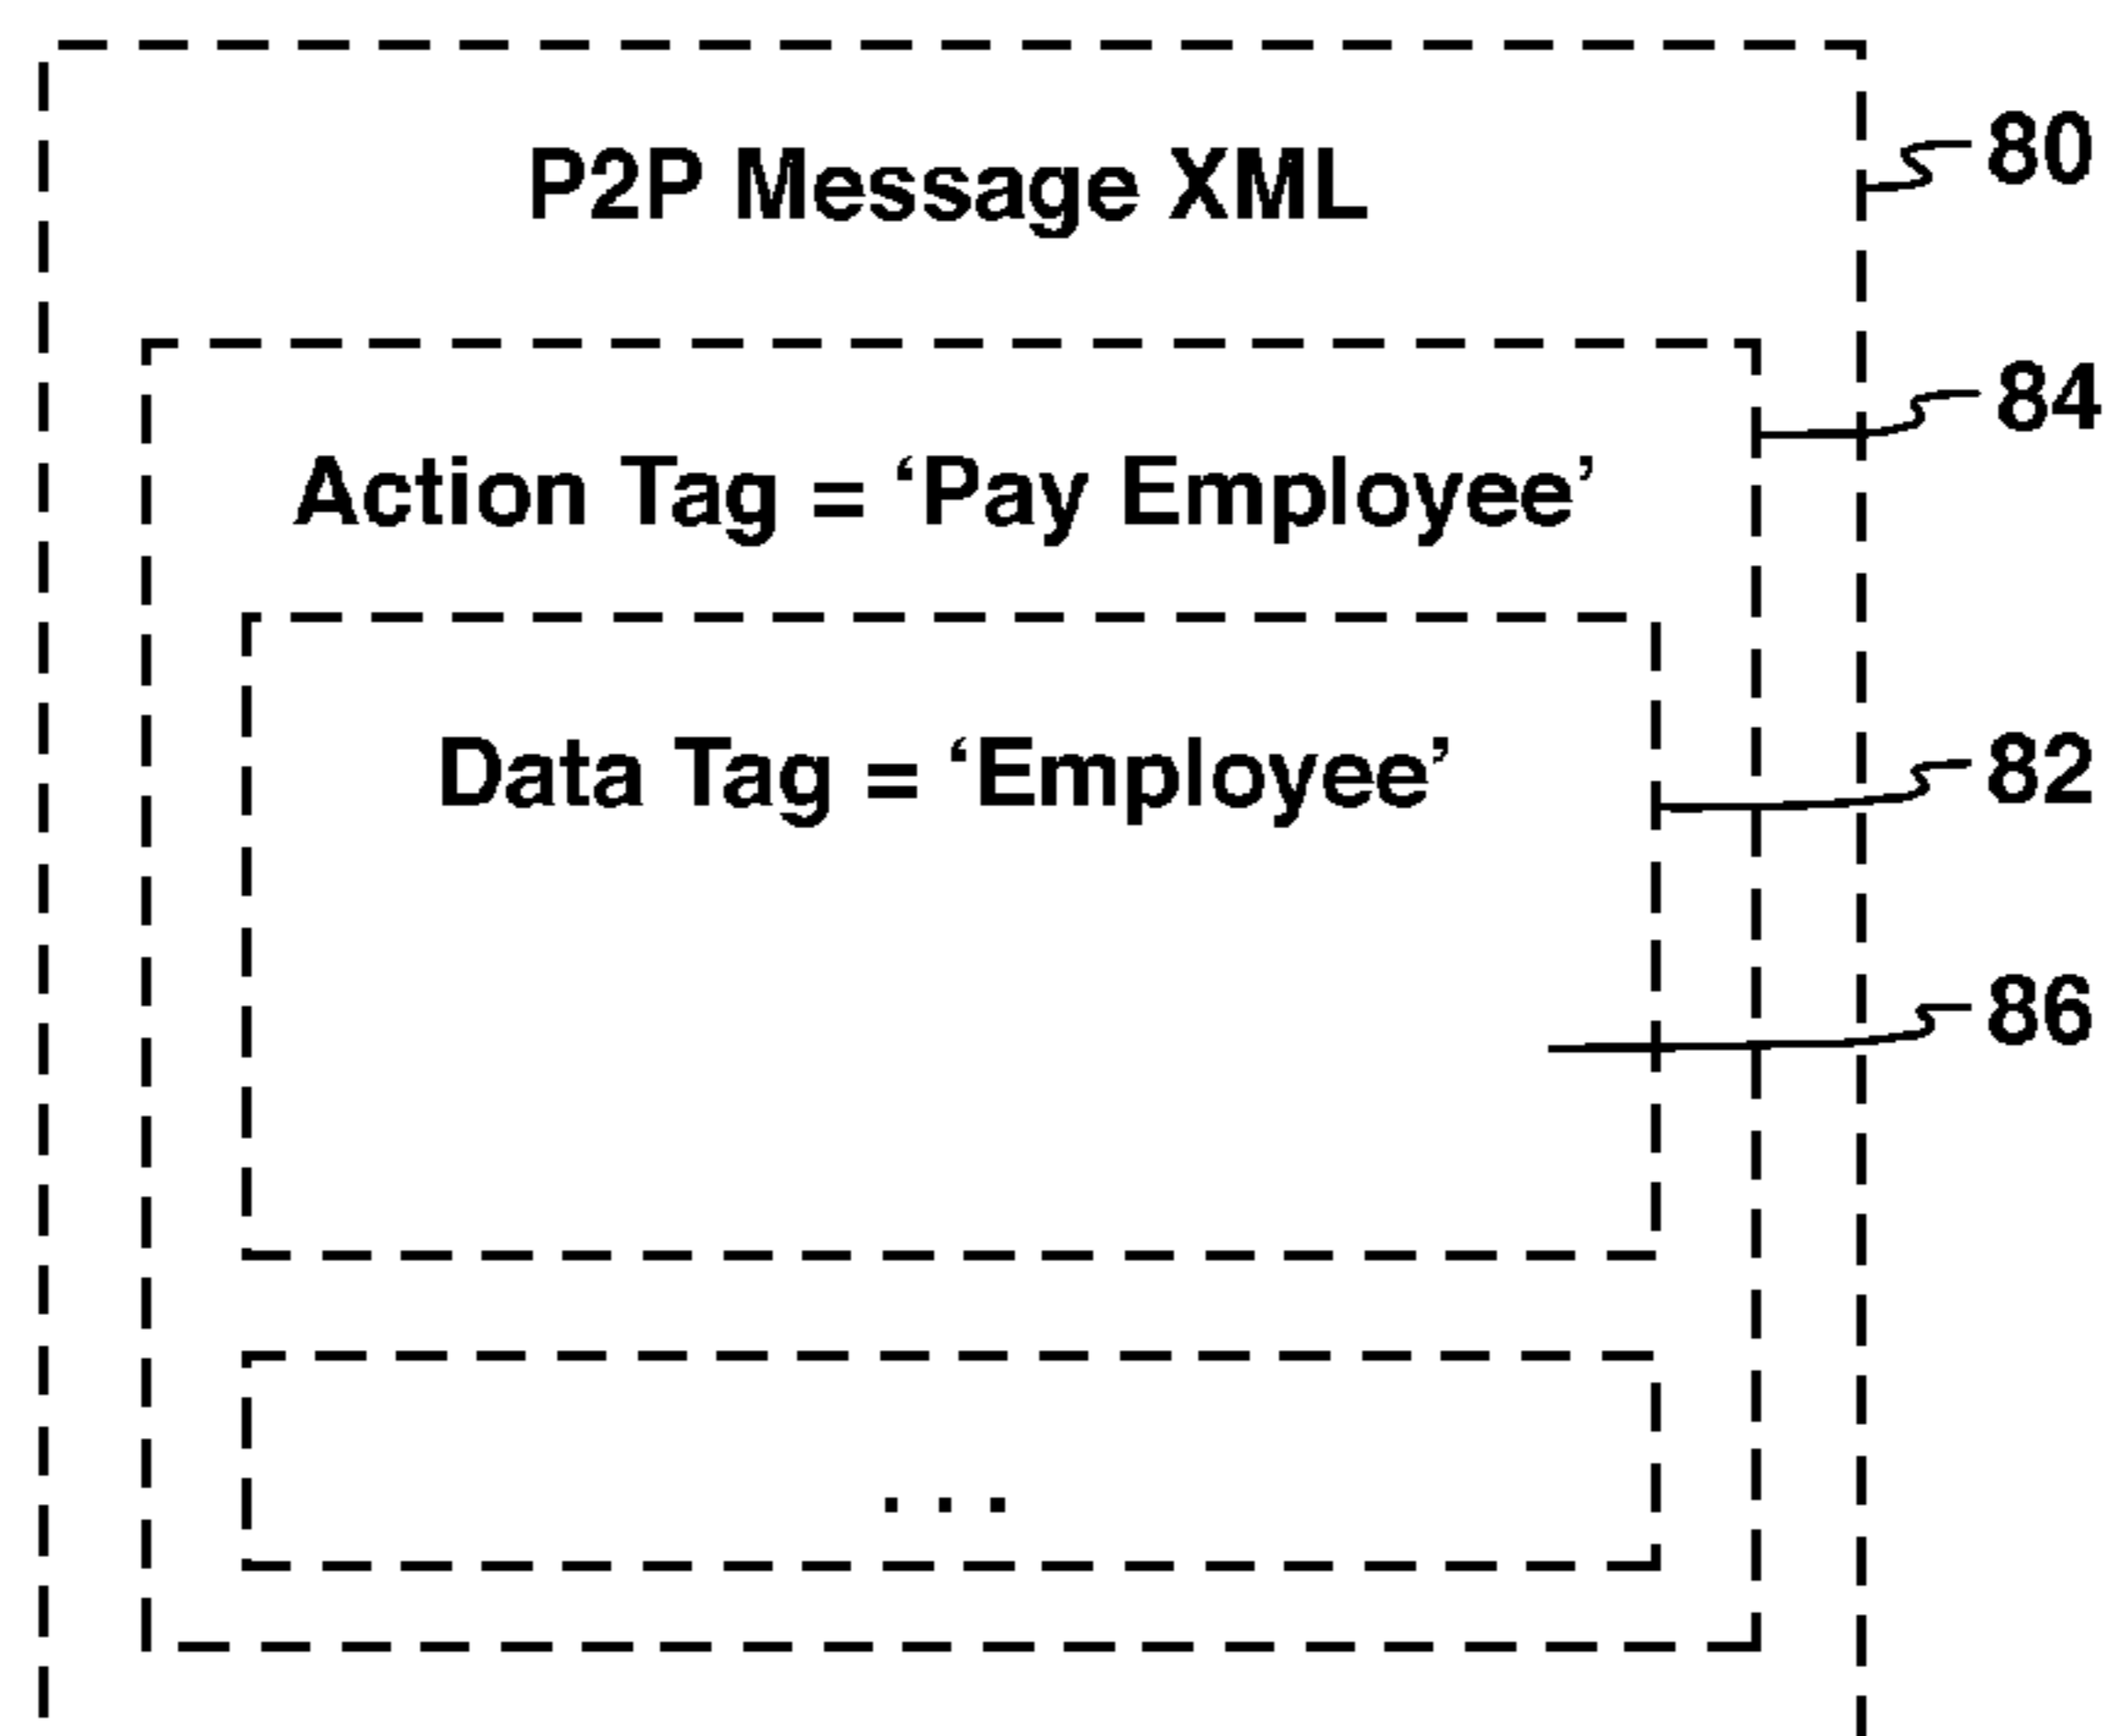 P2P Message XML
80
84
Action Tag = ‘Pay Employee’
Data Tag = ‘Employee’
82
86
. . .